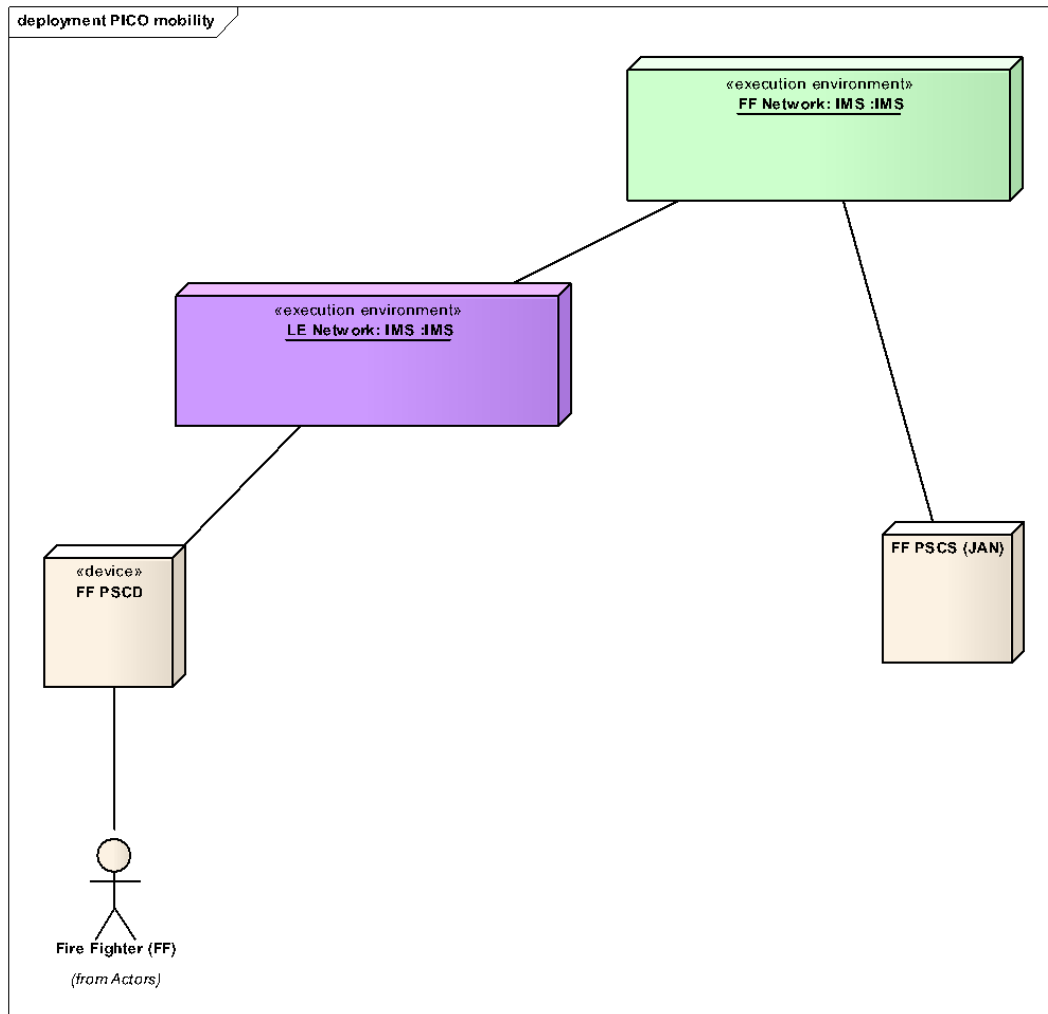 deployment PICO mobility
«execution environment»
FF Network: IMS :IMS
«execution environment»
LE Network: IMS :IMS
«device»
FF PSCD
FF PSCS (JAN)
Fire Fighter (FF)
(from Actors)